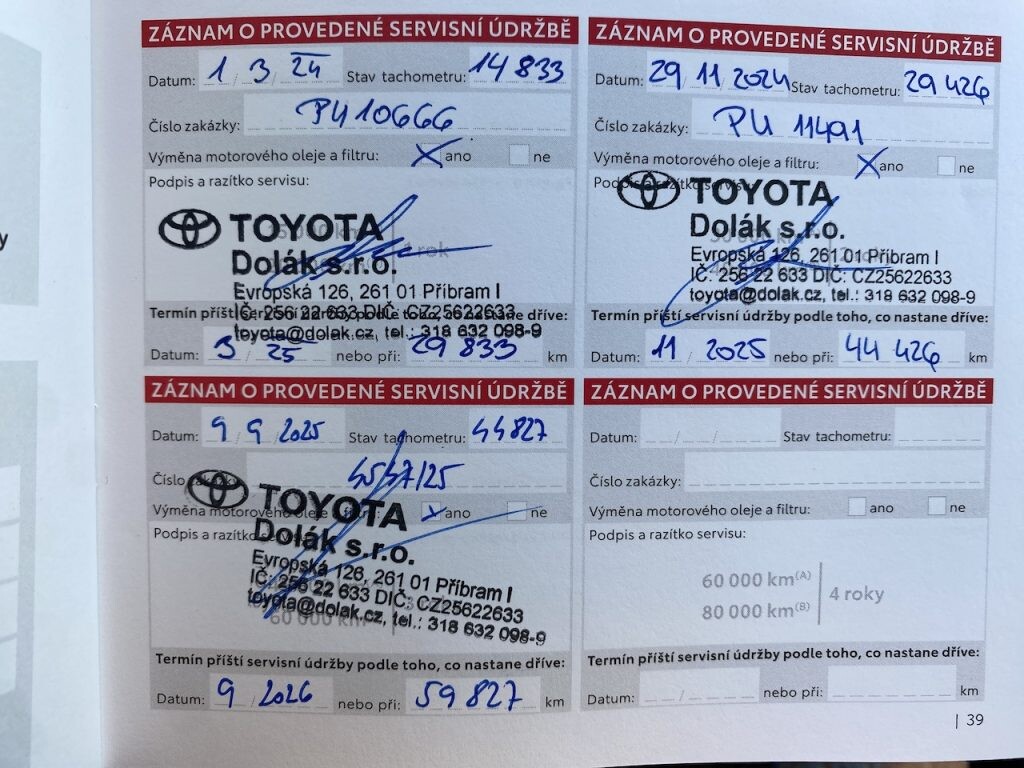 ZÁZNAM O PROVEDENÉ SERVISNÍ ÚDRŽBĚ
Datum: 1 / 3 / 24 Stav tachometru: 14 833
Číslo zakázky: PU 10666
Výměna motorového oleje a filtru: X ano ne
Podpis a razítko servisu:
TOYOTA
Dolák s.r.o.
Evropská 126, 261 01 Příbram I
IČ: 256 22 633 DIČ: CZ25622633
toyota@dolak.cz, tel.: 318 632 098-9
Termín příští servisní údržby podle toho, co nastane dříve:
Datum: 3 / 25 nebo při: 29 833 km
ZÁZNAM O PROVEDENÉ SERVISNÍ ÚDRŽBĚ
Datum: 29 / 11 / 2024 Stav tachometru: 29 426
Číslo zakázky: PU 11491
Výměna motorového oleje a filtru: X ano ne
Podpis a razítko servisu:
TOYOTA
Dolák s.r.o.
Evropská 126, 261 01 Příbram I
IČ: 256 22 633 DIČ: CZ25622633
toyota@dolak.cz, tel.: 318 632 098-9
Termín příští servisní údržby podle toho, co nastane dříve:
Datum: 11 / 2025 nebo při: 44 426 km
ZÁZNAM O PROVEDENÉ SERVISNÍ ÚDRŽBĚ
Datum: 9 / 9 / 2025 Stav tachometru: 44827
Číslo zakázky: 4547/25
Výměna motorového oleje a filtru: X ano ne
Podpis a razítko
TOYOTA
Dolák s.r.o.
Evropská 126, 261 01 Příbram I
IČ: 256 22 633 DIČ: CZ25622633
toyota@dolak.cz, tel.: 318 632 098-9
60 000 km
Termín příští servisní údržby podle toho, co nastane dříve:
Datum: 9 / 2026 nebo při: 59 827 km
ZÁZNAM O PROVEDENÉ SERVISNÍ ÚDRŽBĚ
Datum: / / Stav tachometru:
Číslo zakázky:
Výměna motorového oleje a filtru: ano ne
Podpis a razítko servisu:
60 000 km(A)
4 roky
80 000 km(B)
Termín příští servisní údržby podle toho, co nastane dříve:
Datum: / nebo při: km
| 39